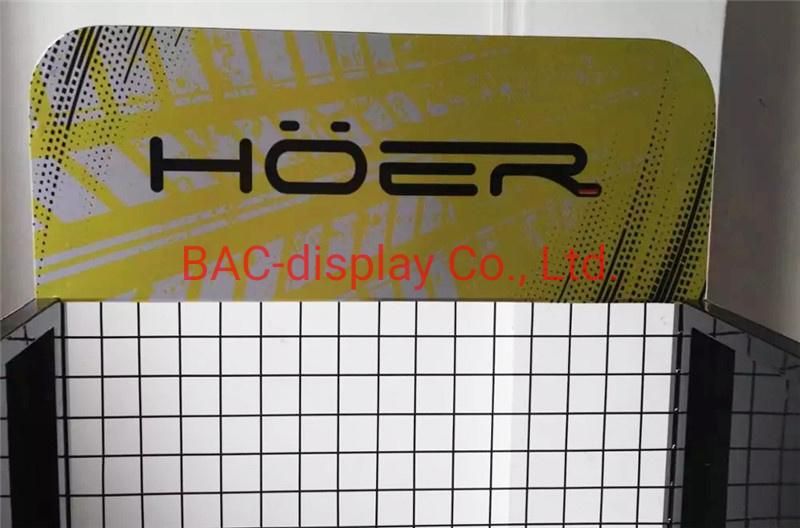 HÖER
BAC-display Co., Ltd.